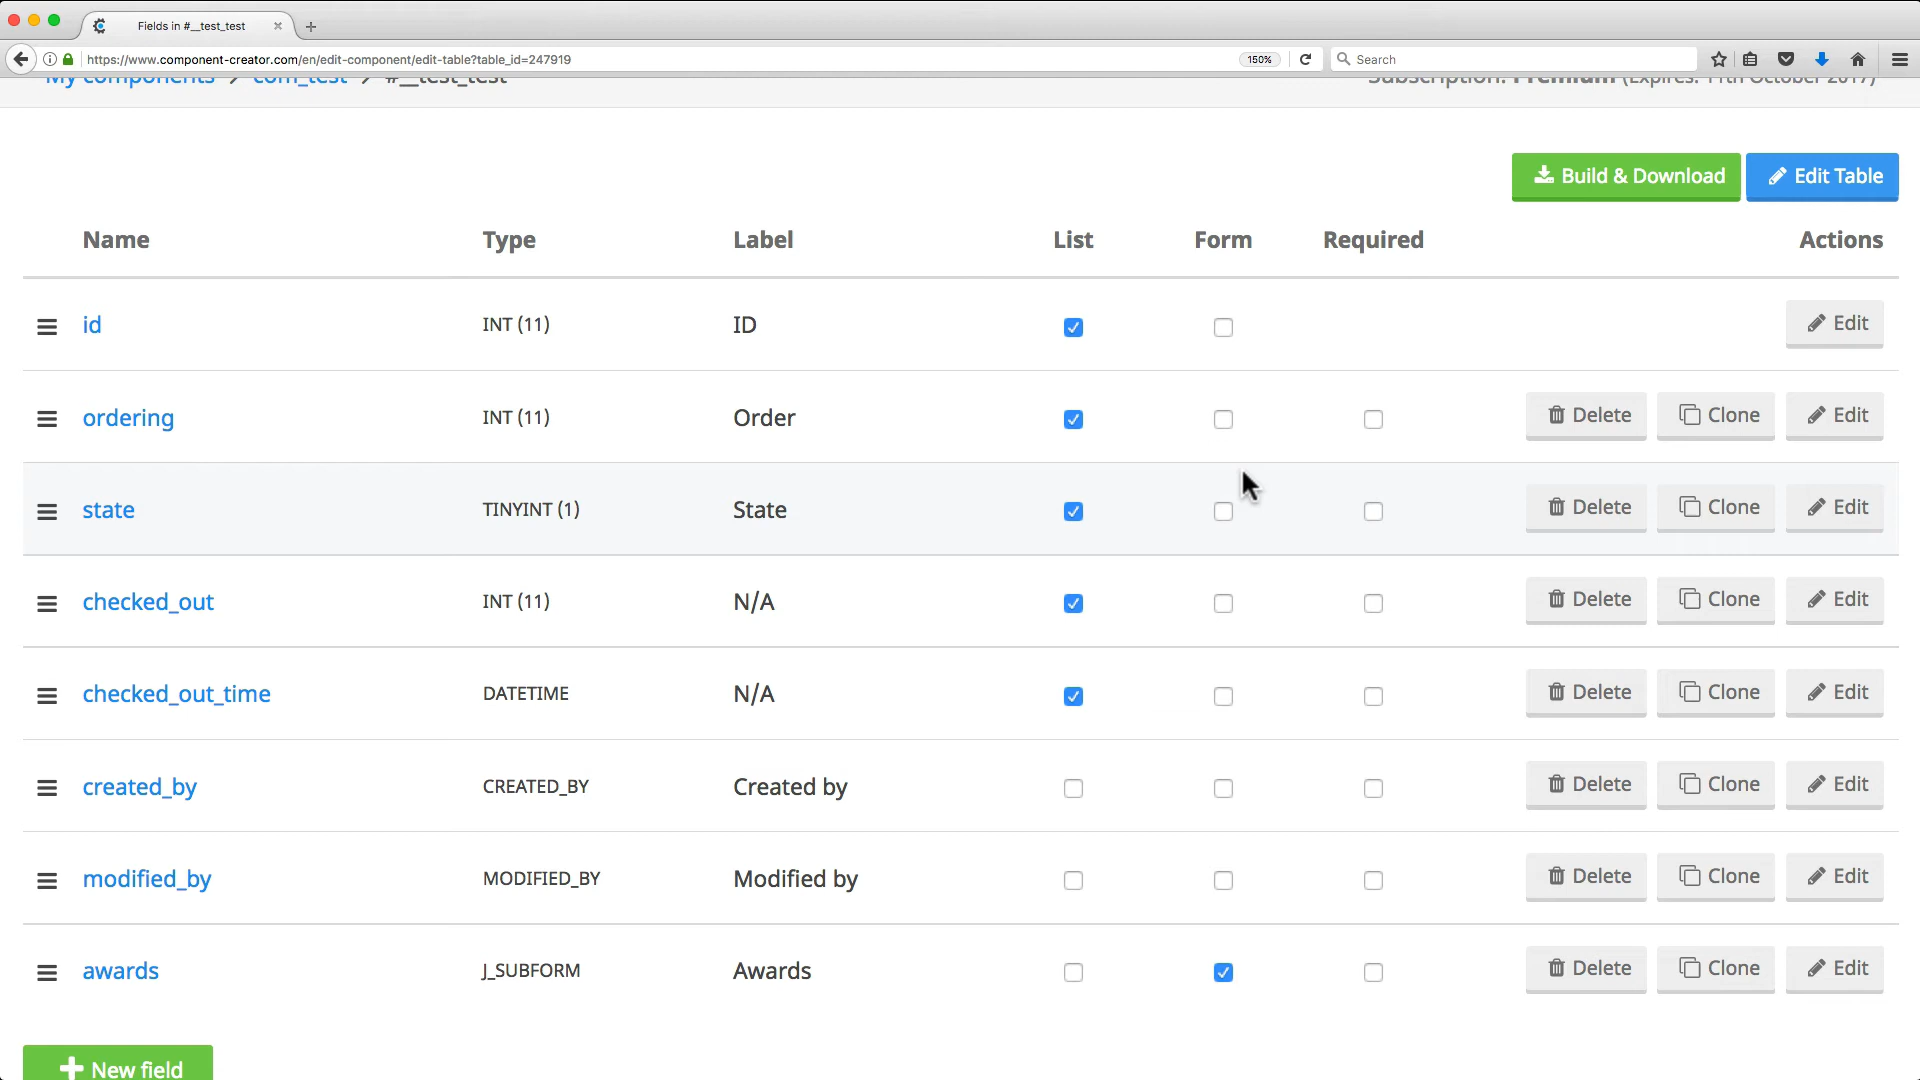 Fields in #__test_test
https://www.component-creator.com/en/edit-component/edit-table?table_id=247919
150%
Search
My components > com_test > #__test_test
Subscription: Premium (Expires: 11th October 2017)
Build & Download
Edit Table
Name Type Label List Form Required Actions
id INT (11) ID Edit
ordering INT (11) Order Delete Clone Edit
state TINYINT (1) State Delete Clone Edit
checked_out INT (11) N/A Delete Clone Edit
checked_out_time DATETIME N/A Delete Clone Edit
created_by CREATED_BY Created by Delete Clone Edit
modified_by MODIFIED_BY Modified by Delete Clone Edit
awards J_SUBFORM Awards Delete Clone Edit
New field